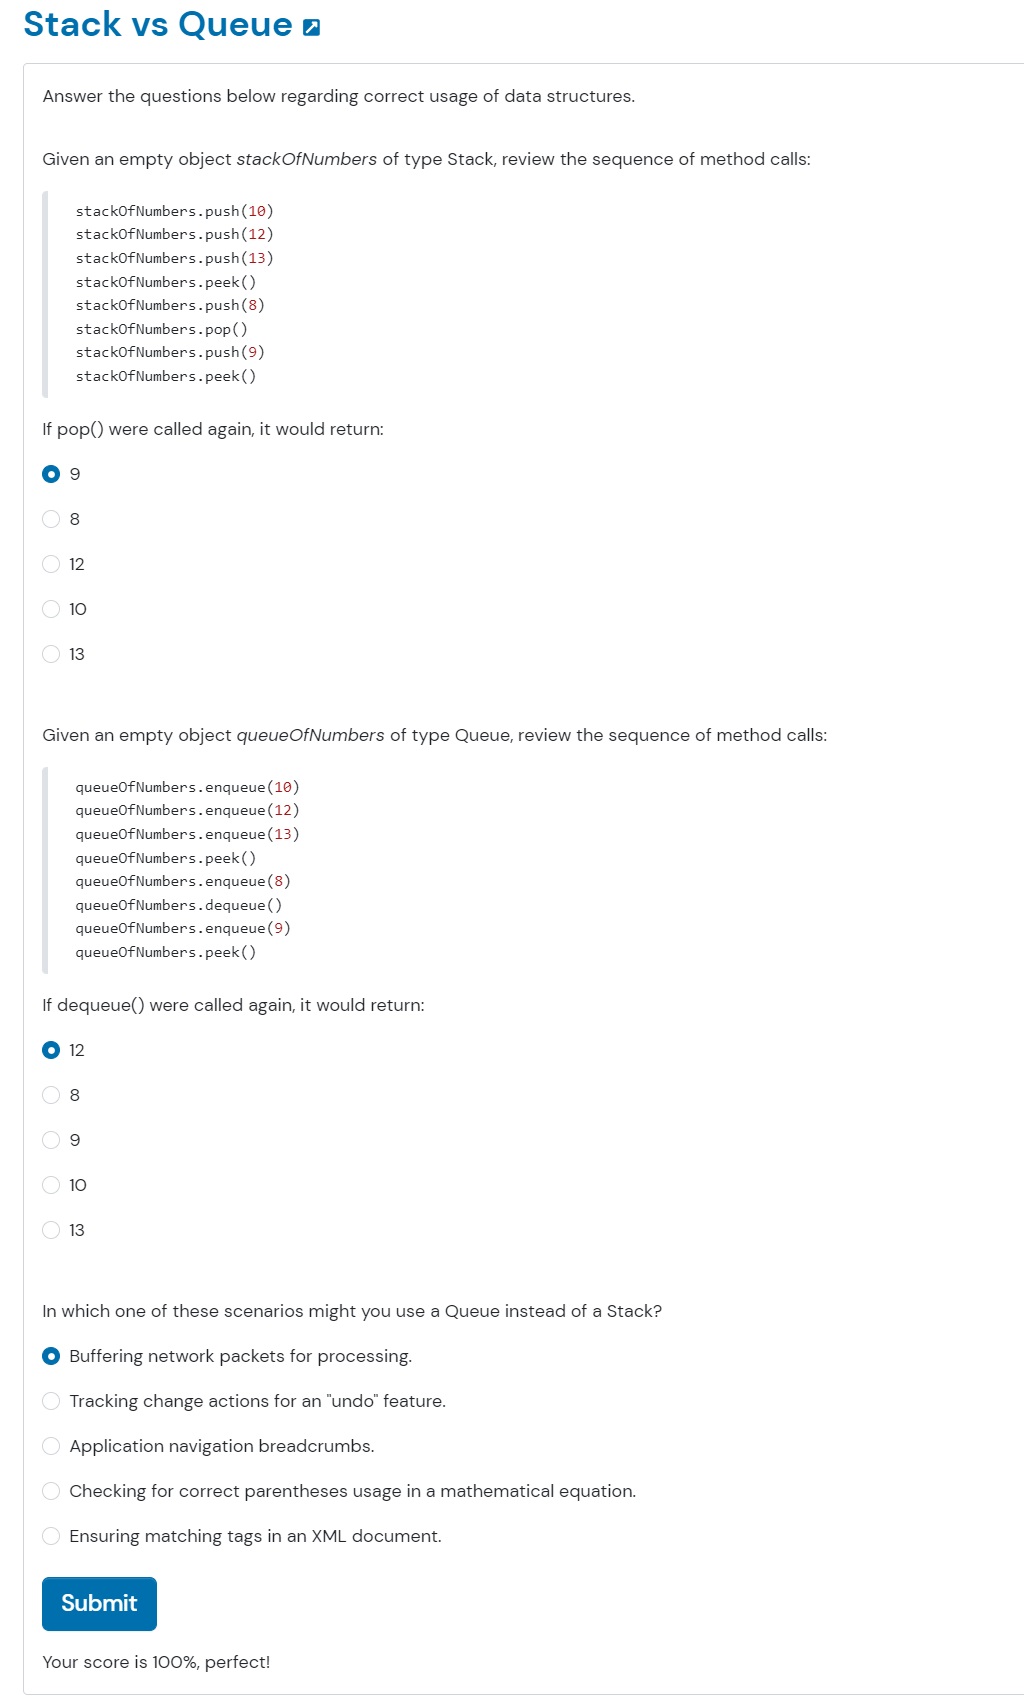 Stack vs Queue
Answer the questions below regarding correct usage of data structures.
Given an empty object stackOfNumbers of type Stack, review the sequence of method calls:
stackOfNumbers.push(10)
stackOfNumbers.push(12)
stackOfNumbers.push(13)
stackOfNumbers.peek()
stackOfNumbers.push(8)
stackOfNumbers.pop()
stackOfNumbers.push(9)
stackOfNumbers.peek()
If pop() were called again, it would return:
9
8
12
10
13
Given an empty object queueOfNumbers of type Queue, review the sequence of method calls:
queueOfNumbers.enqueue(10)
queueOfNumbers.enqueue(12)
queueOfNumbers.enqueue(13)
queueOfNumbers.peek()
queueOfNumbers.enqueue(8)
queueOfNumbers.dequeue()
queueOfNumbers.enqueue(9)
queueOfNumbers.peek()
If dequeue() were called again, it would return:
12
8
9
10
13
In which one of these scenarios might you use a Queue instead of a Stack?
Buffering network packets for processing.
Tracking change actions for an "undo" feature.
Application navigation breadcrumbs.
Checking for correct parentheses usage in a mathematical equation.
Ensuring matching tags in an XML document.
Submit
Your score is 100%, perfect!